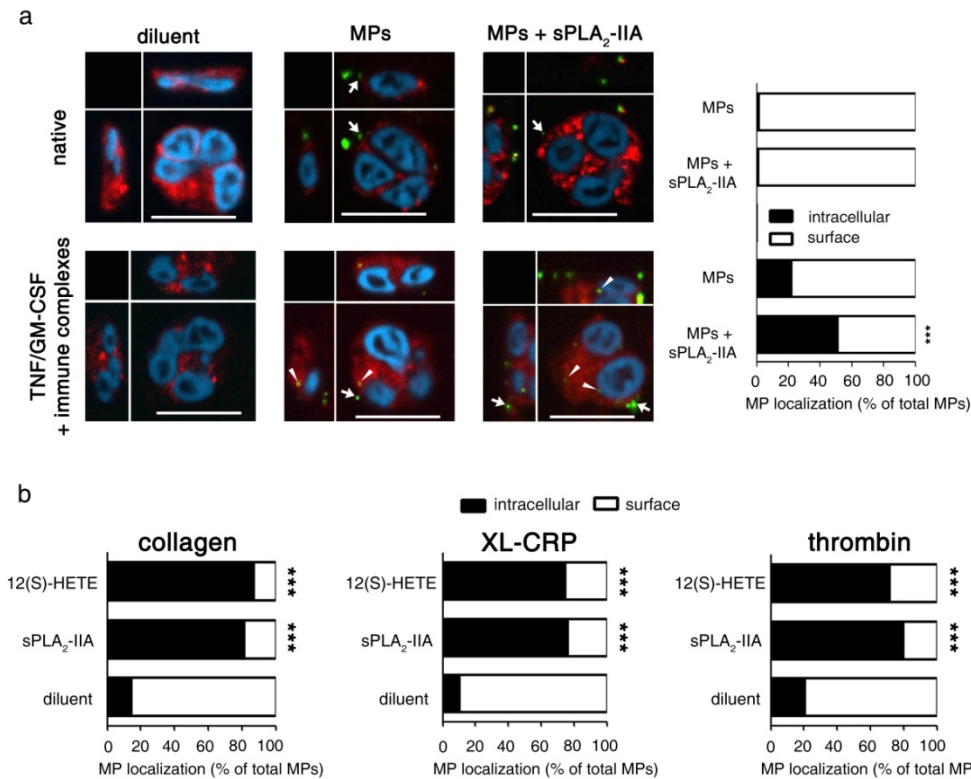 a
diluent
MPs
MPs + sPLA₂-IIA
native
TNF/GM-CSF
+ immune complexes
MPs
MPs +
sPLA₂-IIA
intracellular
surface
MPs
MPs +
sPLA₂-IIA
***
0 20 40 60 80 100
MP localization (% of total MPs)
b
intracellular surface
collagen
12(S)-HETE
***
sPLA₂-IIA
***
diluent
0 20 40 60 80 100
MP localization (% of total MPs)
XL-CRP
12(S)-HETE
***
sPLA₂-IIA
***
diluent
0 20 40 60 80 100
MP localization (% of total MPs)
thrombin
12(S)-HETE
***
sPLA₂-IIA
***
diluent
0 20 40 60 80 100
MP localization (% of total MPs)